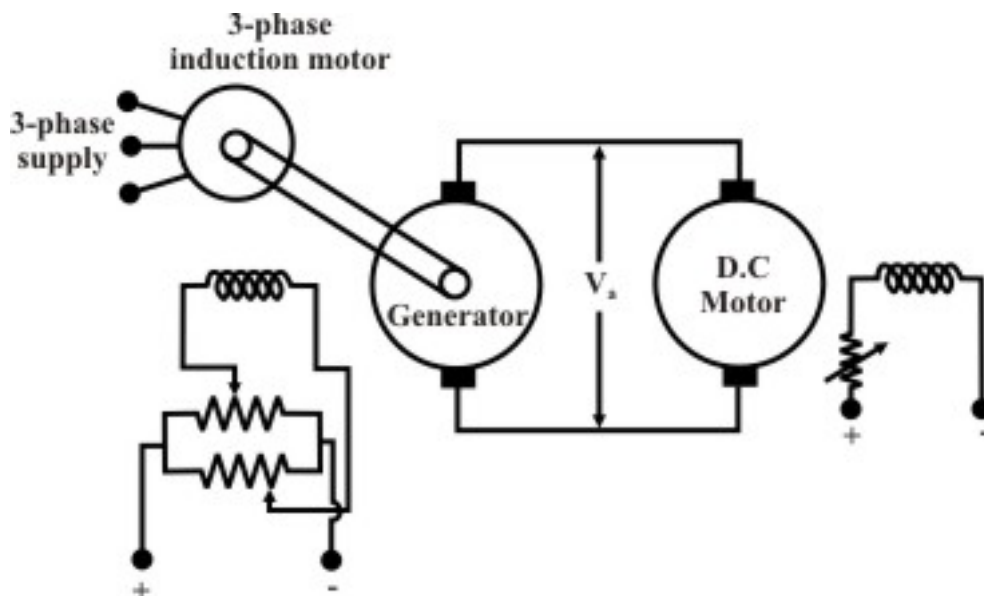 3-phase
induction motor
3-phase
supply
Generator
Vₐ
D.C
Motor
+
-
+
-